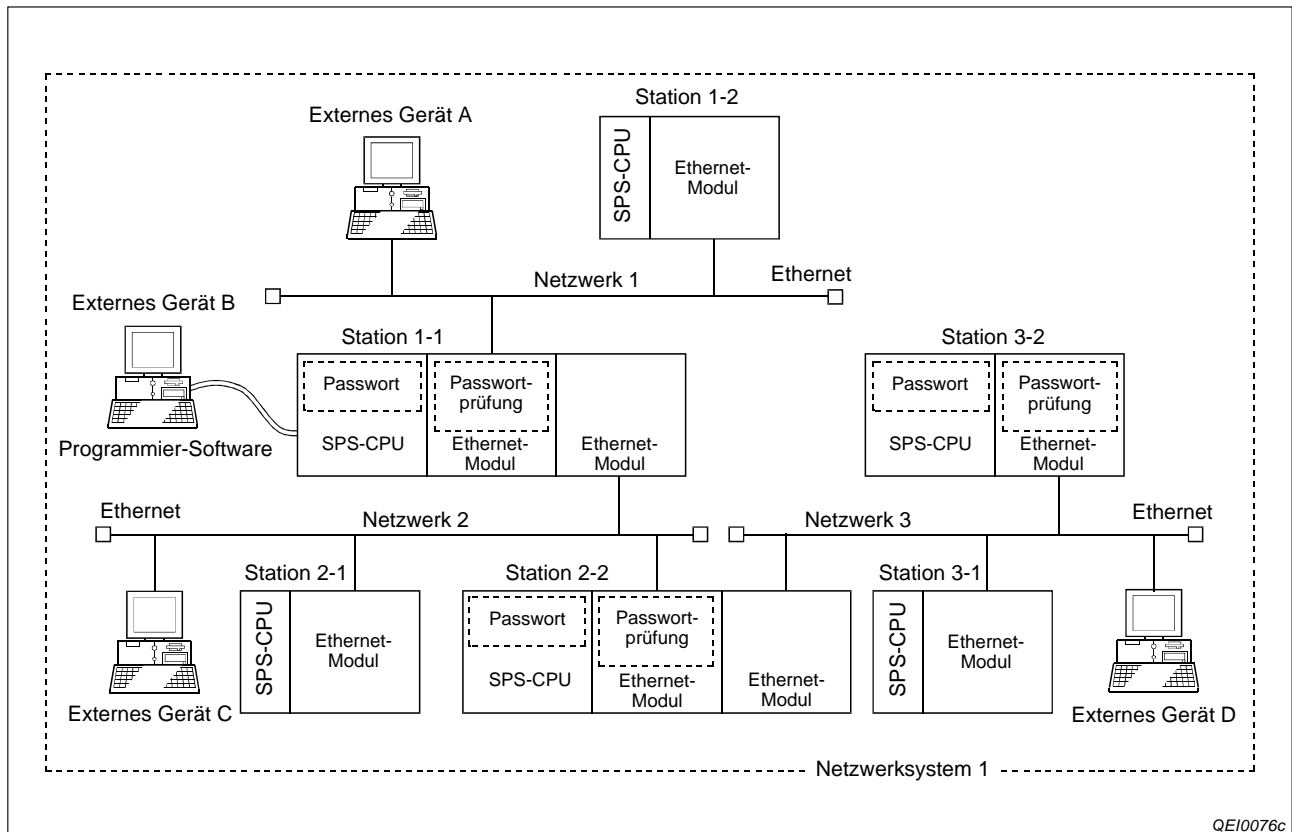 Station 1-2
Externes Gerät A
SPS-CPU
Ethernet-
Modul
Netzwerk 1
Ethernet
Externes Gerät B
Programmier-Software
Station 1-1
Passwort
SPS-CPU
Passwort-
prüfung
Ethernet-
Modul
Ethernet-
Modul
Station 3-2
Passwort
SPS-CPU
Passwort-
prüfung
Ethernet-
Modul
Ethernet
Netzwerk 2
Netzwerk 3
Ethernet
Externes Gerät C
Station 2-1
SPS-CPU
Ethernet-
Modul
Station 2-2
Passwort
SPS-CPU
Passwort-
prüfung
Ethernet-
Modul
Ethernet-
Modul
Station 3-1
SPS-CPU
Ethernet-
Modul
Externes Gerät D
Netzwerksystem 1
QEI0076c